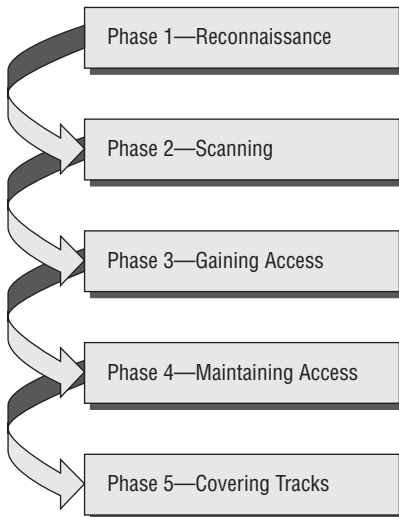 Phase 1—Reconnaissance
Phase 2—Scanning
Phase 3—Gaining Access
Phase 4—Maintaining Access
Phase 5—Covering Tracks